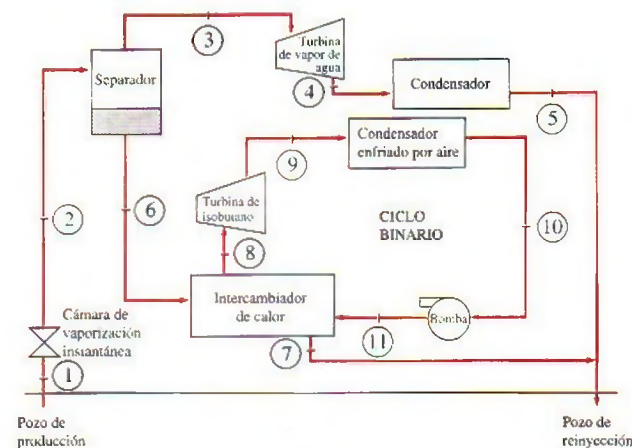 3
Turbina
de vapor de
agua
4
Separador
Condensador
5
Condensador
enfriado por aire
9
2
6
Turbina de
isobutano
CICLO
BINARIO
10
8
Cámara de
vaporización
instantánea
Intercambiador
de calor
11
Bomba
7
1
Pozo de
producción
Pozo de
reinyección